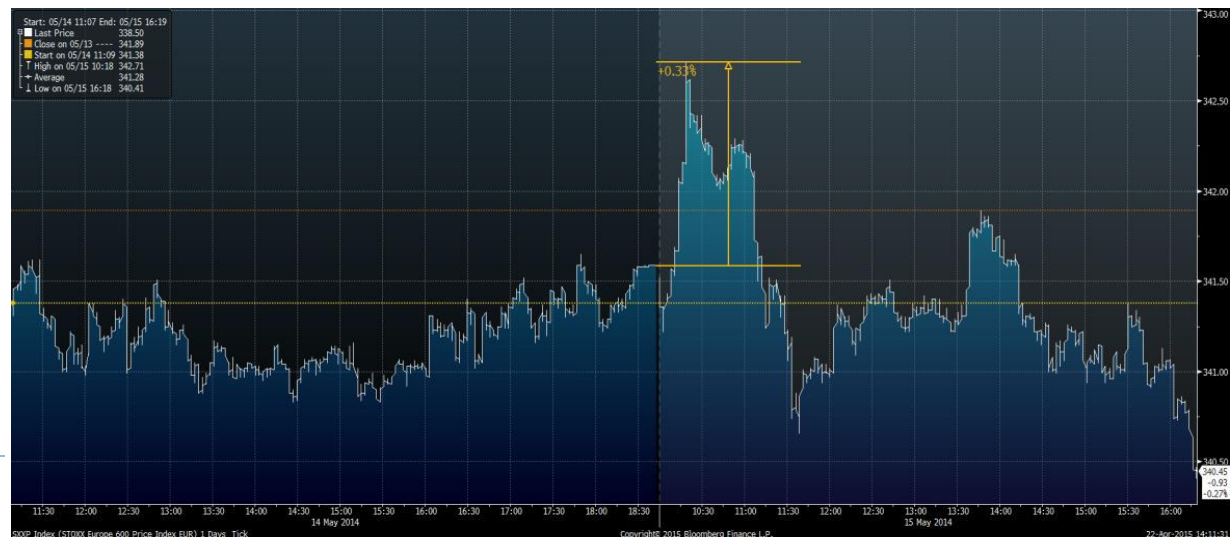 Start: 05/14 11:07 End: 05/15 16:19
Last Price 338.50
Close on 05/13 ---- 341.89
Start on 05/14 11:09 341.38
High on 05/15 10:18 342.71
Average 341.28
Low on 05/15 16:18 340.41
+0.33%
343.00
342.50
342.00
341.50
341.00
340.50
340.45
-0.93
-0.27%
11:30 12:00 12:30 13:00 13:30 14:00 14:30 15:00 15:30 16:00 16:30 17:00 17:30 18:00 18:30 10:30 11:00 11:30 12:00 12:30 13:00 13:30 14:00 14:30 15:00 15:30 16:00
14 May 2014 15 May 2014
SXXP Index (STOXX Europe 600 Price Index EUR) 1 Days Tick Copyright© 2015 Bloomberg Finance L.P. 22-Apr-2015 14:11:31